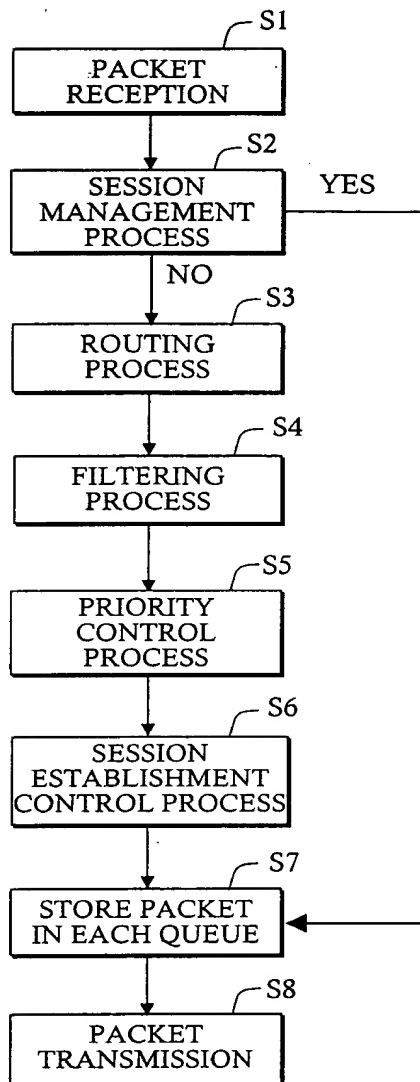 S1
PACKET
RECEPTION
S2
SESSION
MANAGEMENT
PROCESS
YES
NO
S3
ROUTING
PROCESS
S4
FILTERING
PROCESS
S5
PRIORITY
CONTROL
PROCESS
S6
SESSION
ESTABLISHMENT
CONTROL PROCESS
S7
STORE PACKET
IN EACH QUEUE
S8
PACKET
TRANSMISSION